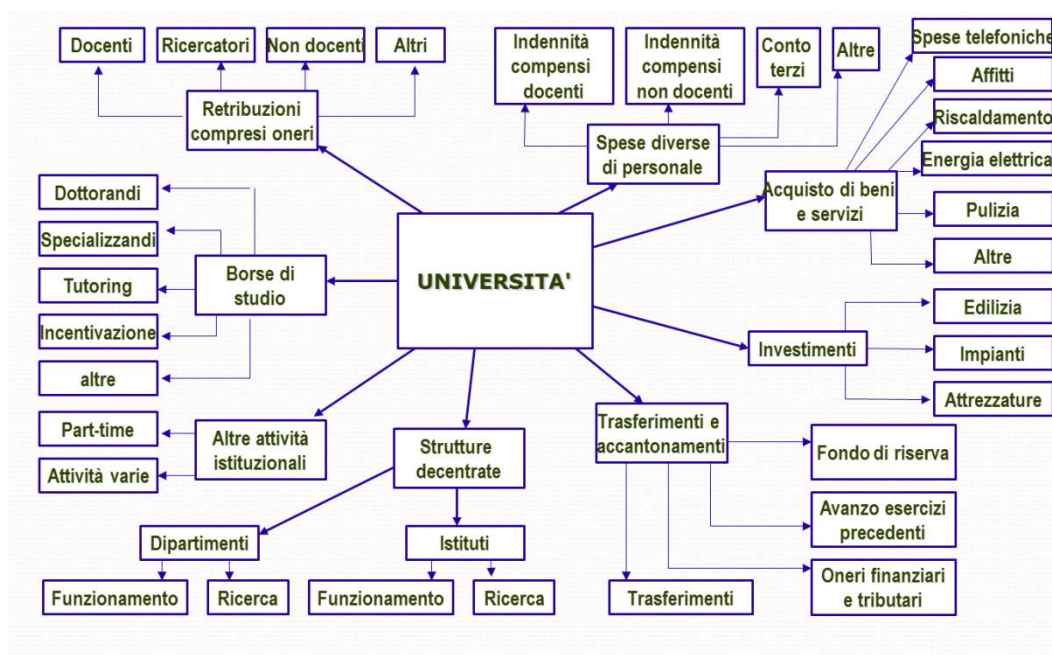 Docenti
Ricercatori
Non docenti
Altri
Retribuzioni
compresi oneri
Indennità
compensi
docenti
Indennità
compensi
non docenti
Conto
terzi
Altre
Spese diverse
di personale
Spese telefoniche
Affitti
Riscaldamento
Energia elettrica
Pulizia
Altre
Acquisto di beni
e servizi
Dottorandi
Specializzandi
Tutoring
Incentivazione
altre
Borse di
studio
UNIVERSITA'
Investimenti
Edilizia
Impianti
Attrezzature
Part-time
Attività varie
Altre attività
istituzionali
Strutture
decentrate
Trasferimenti e
accantonamenti
Fondo di riserva
Avanzo esercizi
precedenti
Oneri finanziari
e tributari
Trasferimenti
Dipartimenti
Istituti
Funzionamento
Ricerca
Funzionamento
Ricerca